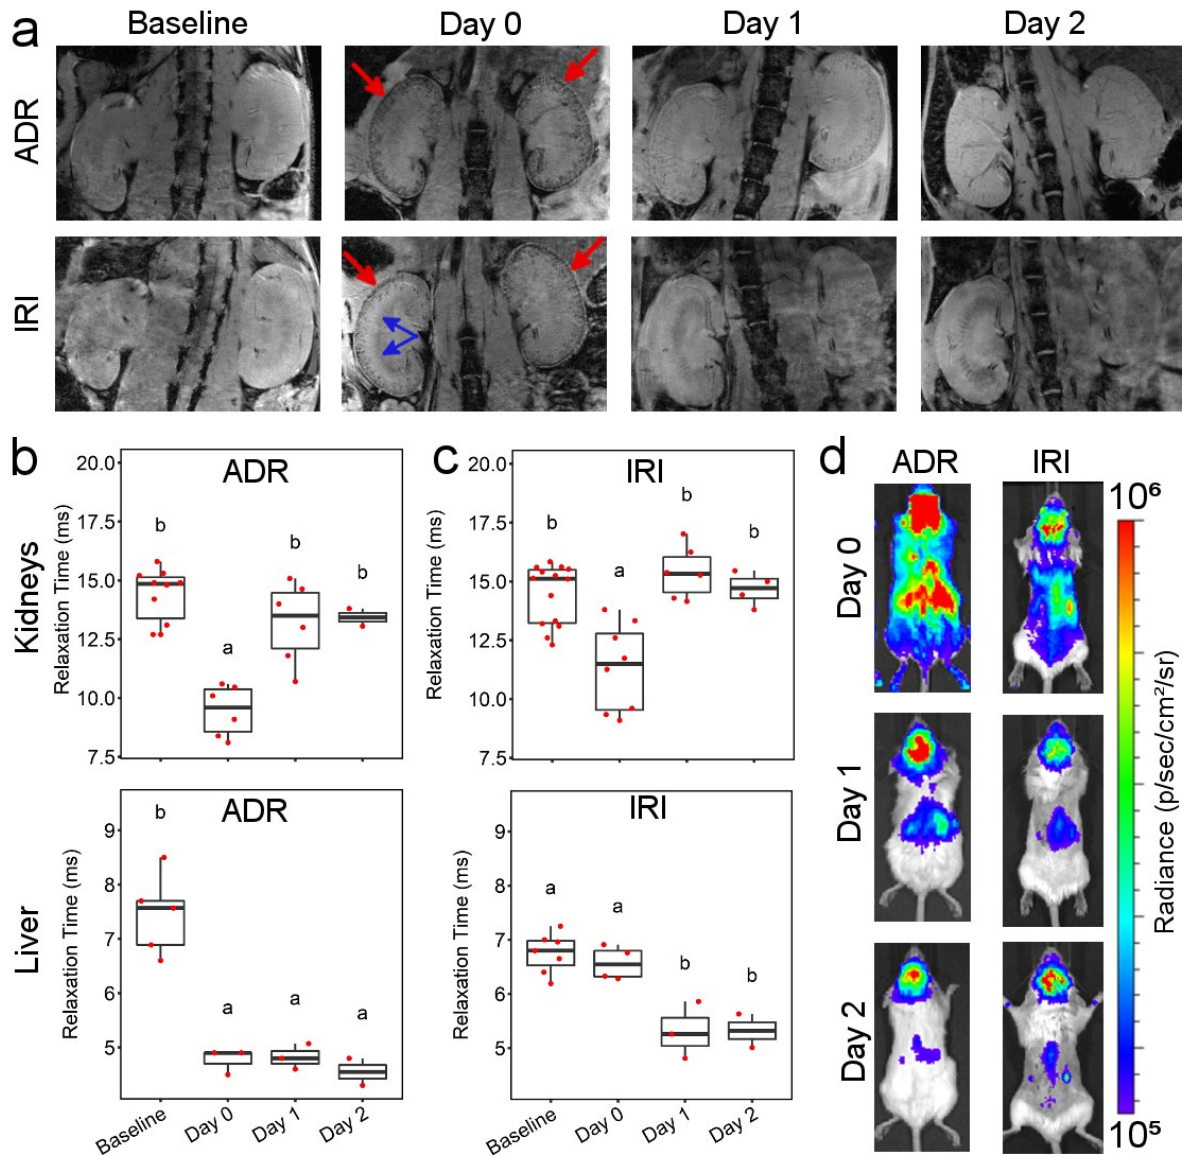 a
Baseline
Day 0
Day 1
Day 2
ADR
IRI
b
c
d
Kidneys
Relaxation Time (ms)
ADR
20.0
17.5
15.0
12.5
10.0
7.5
b
a
b
b
Relaxation Time (ms)
IRI
20.0
17.5
15.0
12.5
10.0
7.5
b
a
b
b
Liver
Relaxation Time (ms)
ADR
9
8
7
6
5
b
a
a
a
Baseline
Day 0
Day 1
Day 2
Relaxation Time (ms)
IRI
9
8
7
6
5
a
a
b
b
Baseline
Day 0
Day 1
Day 2
ADR
IRI
Day 0
Day 1
Day 2
10⁶
Radiance (p/sec/cm²/sr)
10⁵